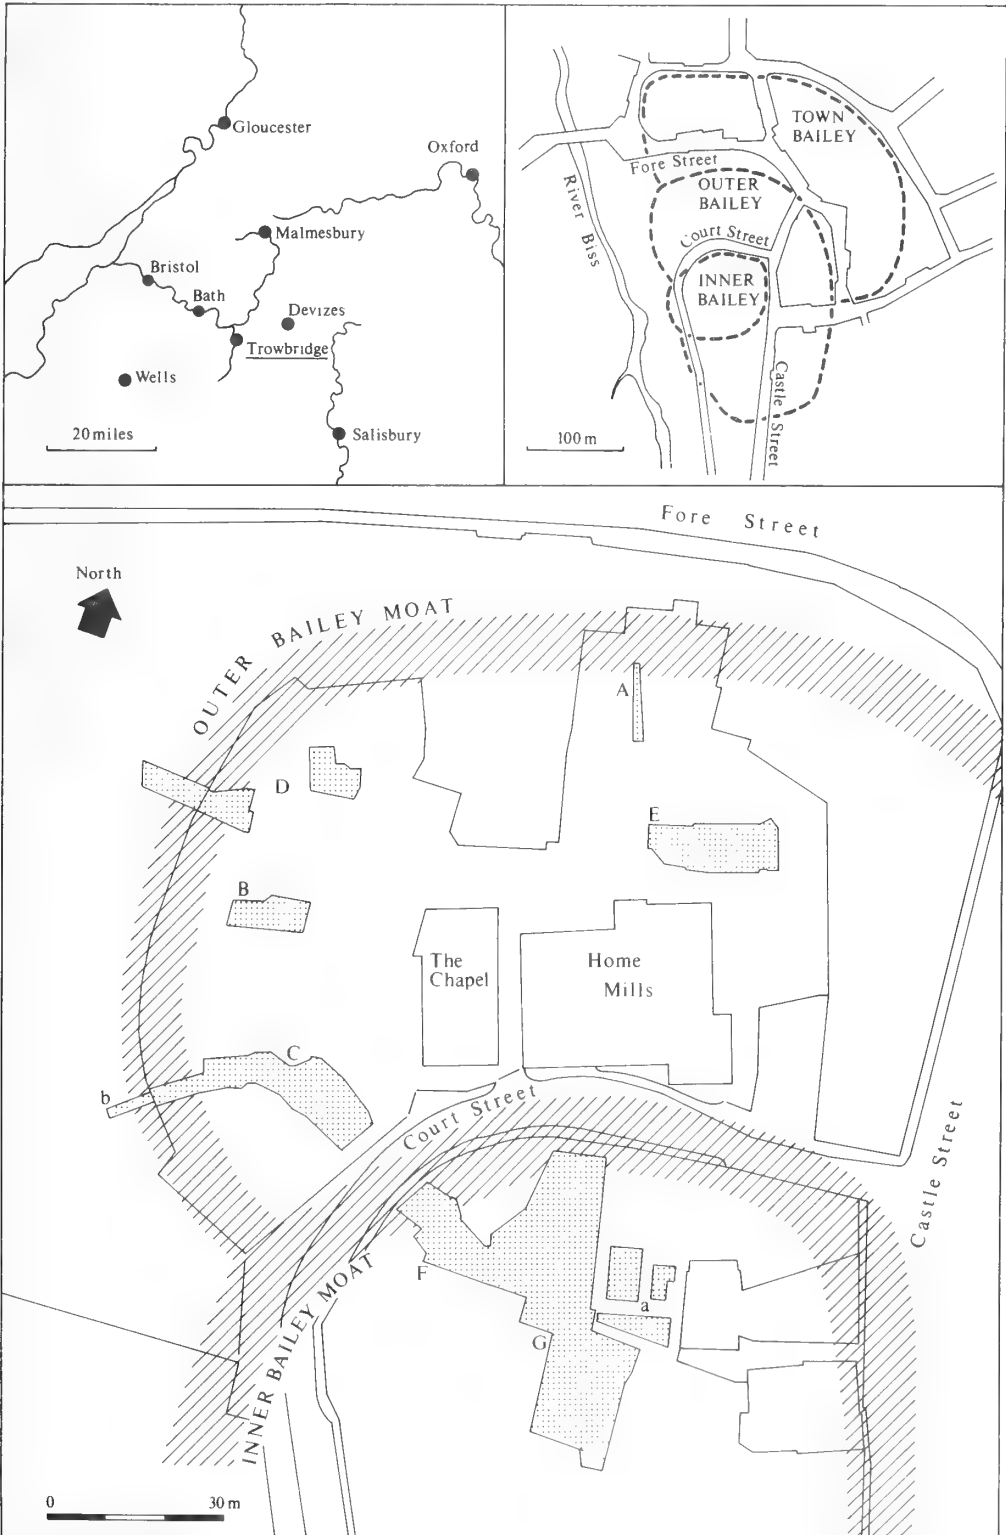 Gloucester
Oxford
Malmesbury
Bristol
Bath
Devizes
Trowbridge
Wells
Salisbury
20 miles
TOWN
BAILEY
Fore Street
OUTER
BAILEY
River Biss
Court Street
INNER
BAILEY
Castle Street
100 m
Fore Street
North
OUTER BAILEY MOAT
A
D
E
B
The
Chapel
Home
Mills
C
b
Court Street
Castle Street
F
a
G
INNER BAILEY MOAT
0 30 m